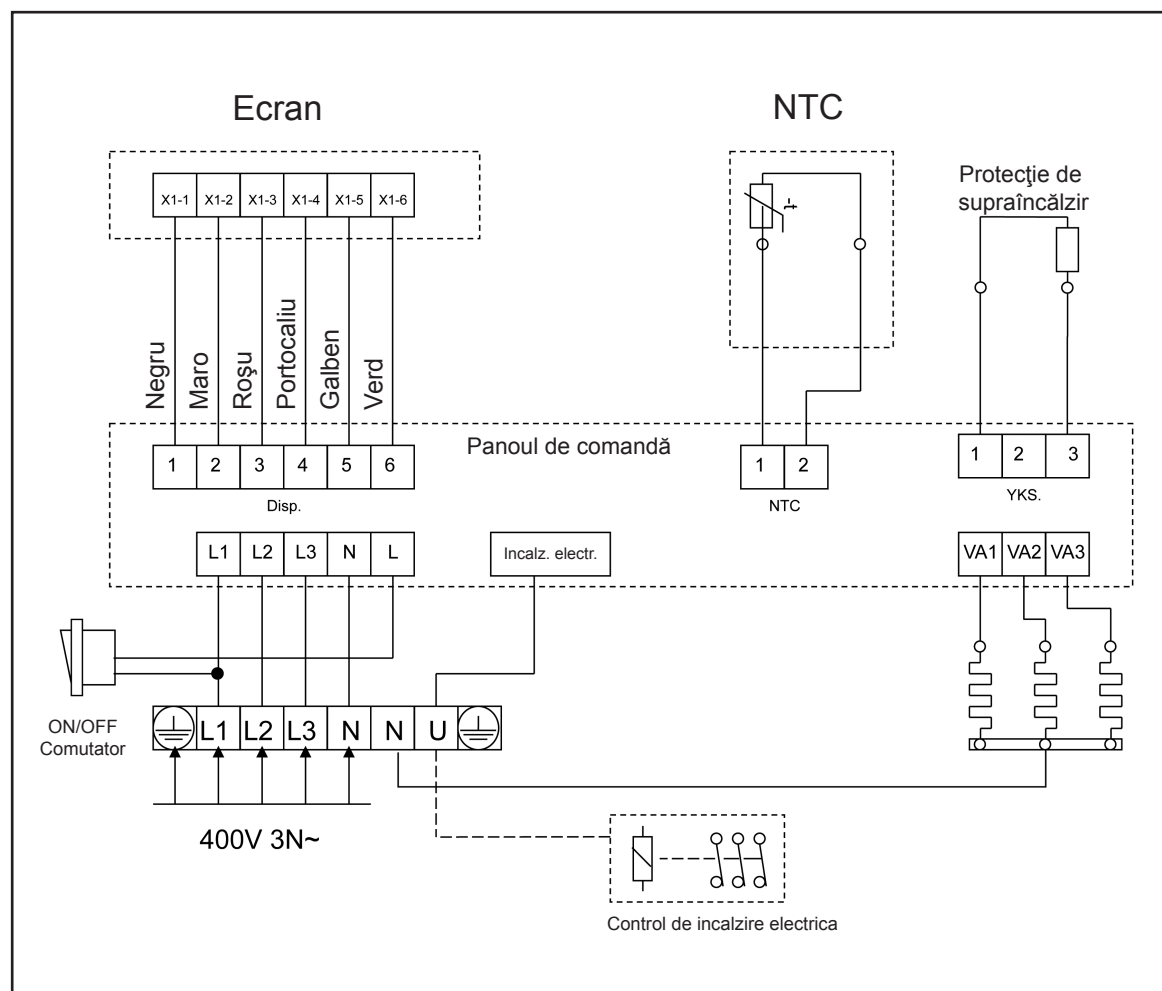 Ecran
NTC
X1-1 X1-2 X1-3 X1-4 X1-5 X1-6
-t
Protecţie de
supraîncălzir
Negru
Maro
Roşu
Portocaliu
Galben
Verd
Panoul de comandă
1 2 3 4 5 6
Disp.
1 2
NTC
1 2 3
YKS.
L1 L2 L3 N L
Incalz. electr.
VA1 VA2 VA3
ON/OFF
Comutator
L1 L2 L3 N N U
400V 3N~
Control de incalzire electrica